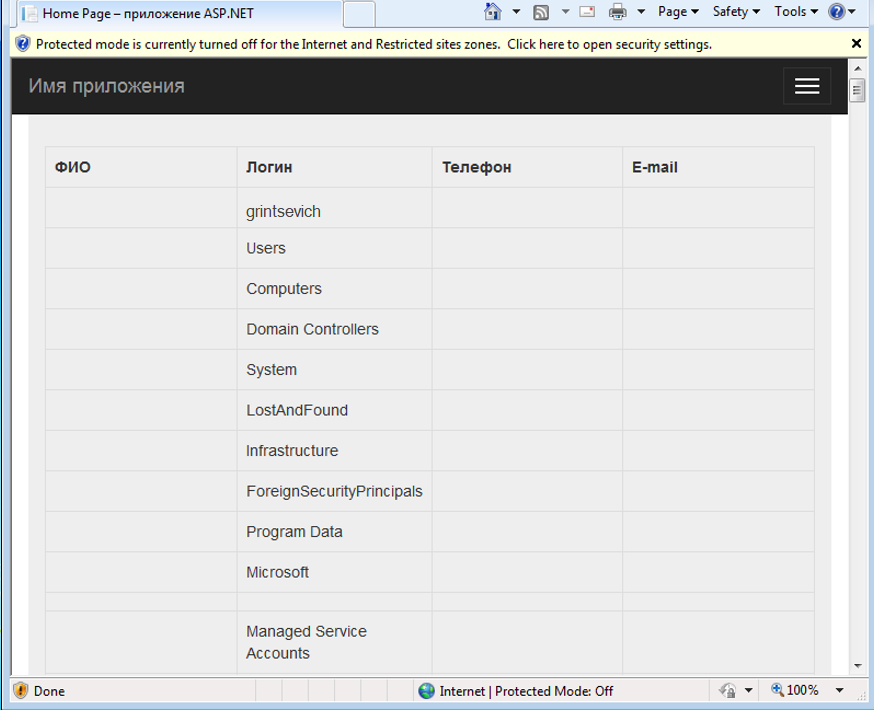 Home Page – приложение ASP.NET
Page Safety Tools
Protected mode is currently turned off for the Internet and Restricted sites zones. Click here to open security settings.
Имя приложения
ФИО Логин Телефон E-mail
grintsevich
Users
Computers
Domain Controllers
System
LostAndFound
Infrastructure
ForeignSecurityPrincipals
Program Data
Microsoft
Managed Service
Accounts
Done Internet | Protected Mode: Off 100%